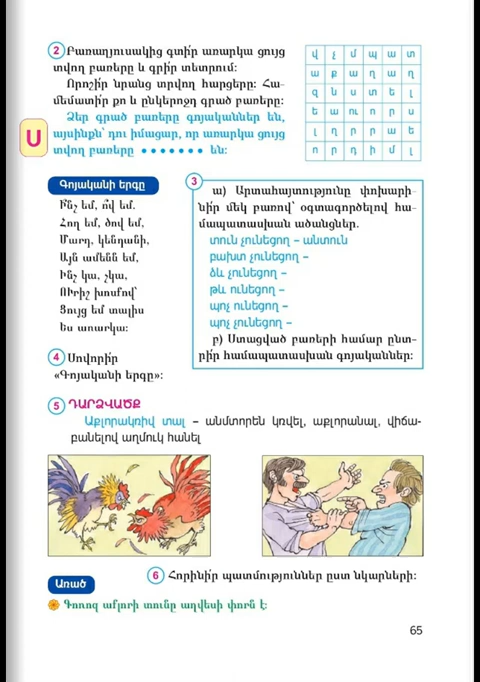 2 Բառաղյուսակից գտի՛ր առարկա ցույց
տվող բառերը և գրի՛ր տետրում։
Որոշի՛ր նրանց տրվող հարցերը։ Հա-
մեմատի՛ր քո և ընկերոջդ գրած բառերը։
Ձեր գրած բառերը գոյականներ են,
այսինքն՝ դու իմացար, որ առարկա ցույց
տվող բառերը • • • • • • • են։
վ չ մ պ ա տ
ա ք ա ղ ա ղ
զ ն ս տ ե լ
ե ա ու ո ր ս
լ ղ ր ր ա ե
ո ր դ ի մ լ
Ս
Գոյականի երգը
Ի՞նչ եմ, ո՞վ եմ.
Հող եմ, ծով եմ,
Մարդ, կենդանի,
Այն ամենն եմ,
Ինչ կա, չկա,
ՈՒրիշ խոսքով՝
Ցույց եմ տալիս
Ես առարկա։
4 Սովորի՛ր
«Գոյականի երգը»։
3
ա) Արտահայտությունը փոխարի-
նի՛ր մեկ բառով՝ օգտագործելով հա-
մապատասխան ածանցներ.
տուն չունեցող – անտուն
բախտ չունեցող –
ձև չունեցող –
թև ունեցող –
պոչ ունեցող –
պոչ չունեցող –
բ) Ստացված բառերի համար ընտ-
րի՛ր համապատասխան գոյականներ։
5 ԴԱՐՁՎԱԾՔ
Աքլորակռիվ տալ – անմտորեն կռվել, աքլորանալ, վիճա-
բանելով աղմուկ հանել
6 Հորինի՛ր պատմություններ ըստ նկարների։
Առած
Գոռոզ աքլորի տունը աղվեսի փորն է։
65